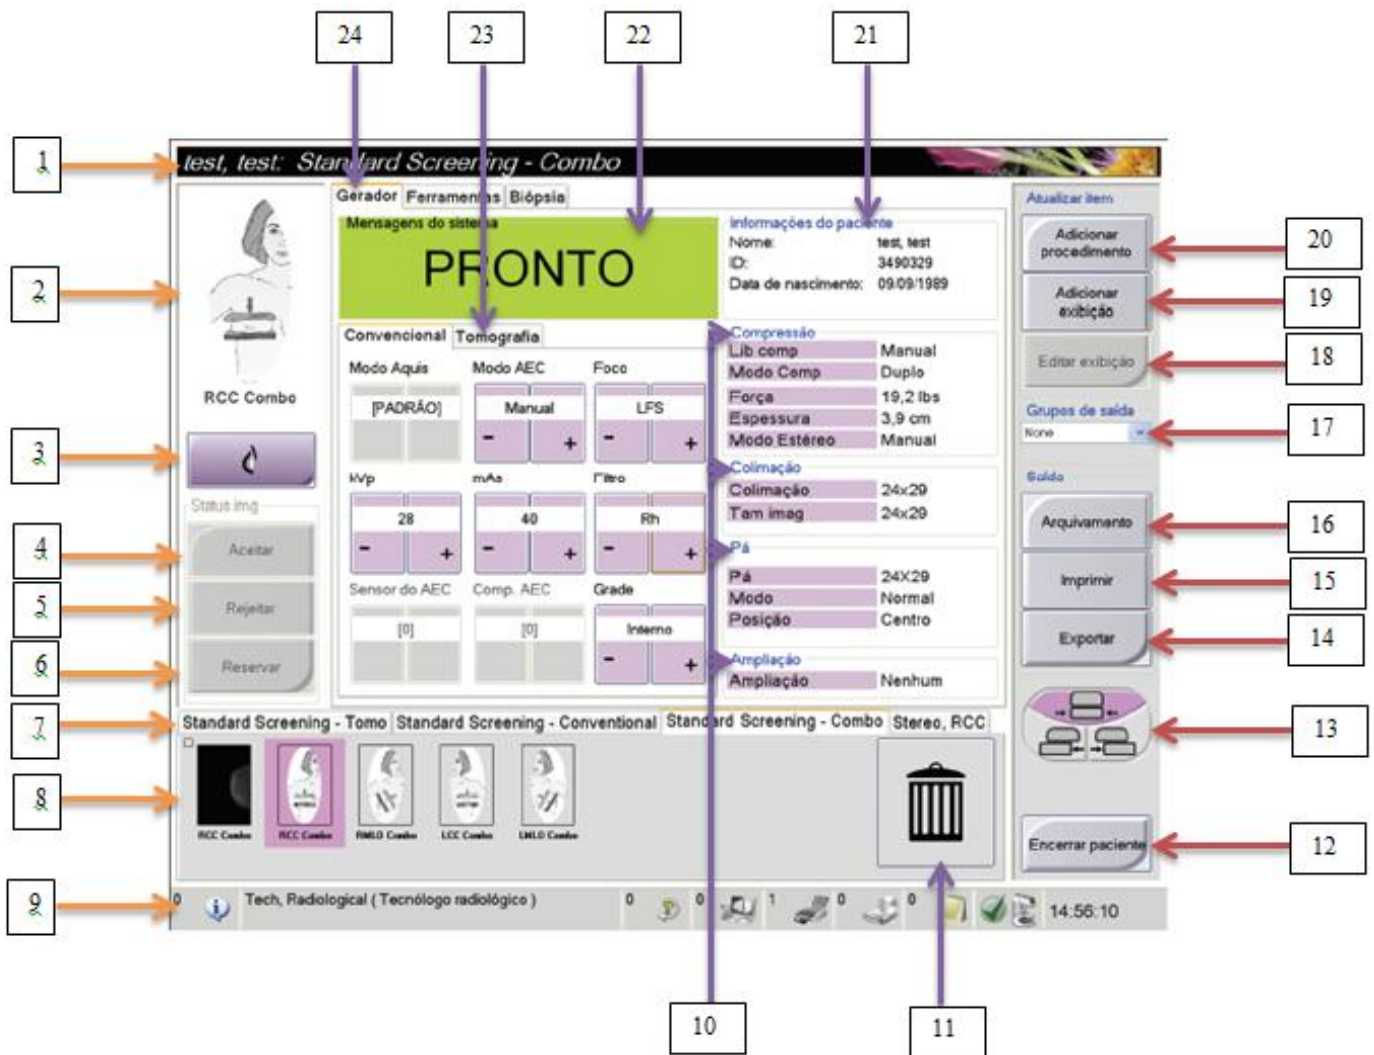 24 23 22 21
1
test, test: Standard Screening - Combo
Gerador Ferramentas Biópsia
Atualizar item
Mensagens do sistema
PRONTO
Informações do paciente
Nome: test, test
ID: 3490329
Data de nascimento: 09/09/1989
Adicionar procedimento
20
2
Adicionar exibição
19
Convencional Tomografia
Compressão
Lib comp Manual
Modo Comp Duplo
Força 19,2 lbs
Espessura 3,9 cm
Modo Estéreo Manual
Editar exibição
18
Modo Aquis Modo AEC Foco
[PADRÃO] Manual LFS
- + - +
RCC Combo
Grupos de saída
None
17
3
Colimação
Colimação 24x29
Tam imag 24x29
Saída
kVp mAs Filtro
28 40 Rh
- + - + - +
Status img
Arquivamento
16
4
Aceitar
Pá
Pá 24X29
Modo Normal
Posição Centro
Imprimir
15
Sensor do AEC Comp. AEC Grade
[0] [0] Interno
- +
5
Rejeitar
Exportar
14
6
Reservar
Ampliação
Ampliação Nenhum
7
Standard Screening - Tomo Standard Screening - Conventional Standard Screening - Combo Stereo, RCC
13
8
RCC Combo RCC Combo RMLO Combo LCC Combo LMLO Combo
Encerrar paciente
12
9
0 Tech, Radiological ( Tecnólogo radiológico ) 0 0 1 0 0 14:56:10
10 11